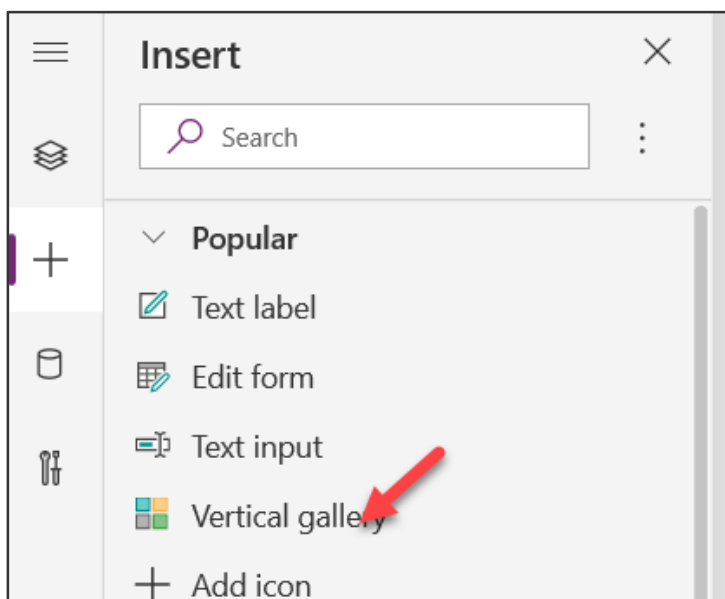 Insert
Search
Popular
Text label
Edit form
Text input
Vertical gallery
Add icon